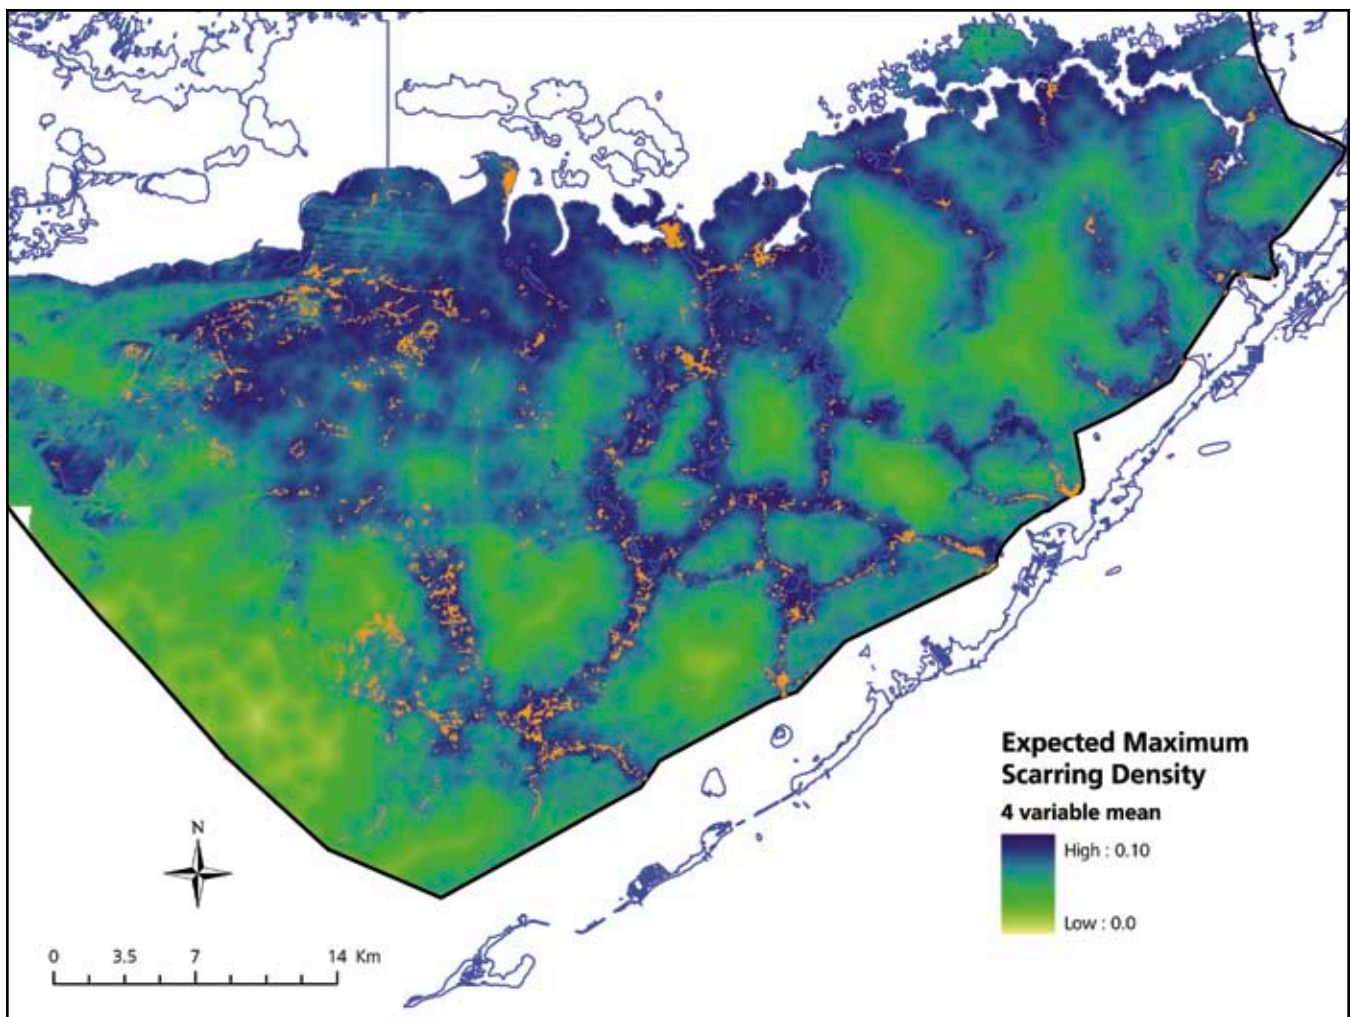 Expected Maximum
Scarring Density
4 variable mean
High : 0.10
Low : 0.0
N
0 3.5 7 14 Km